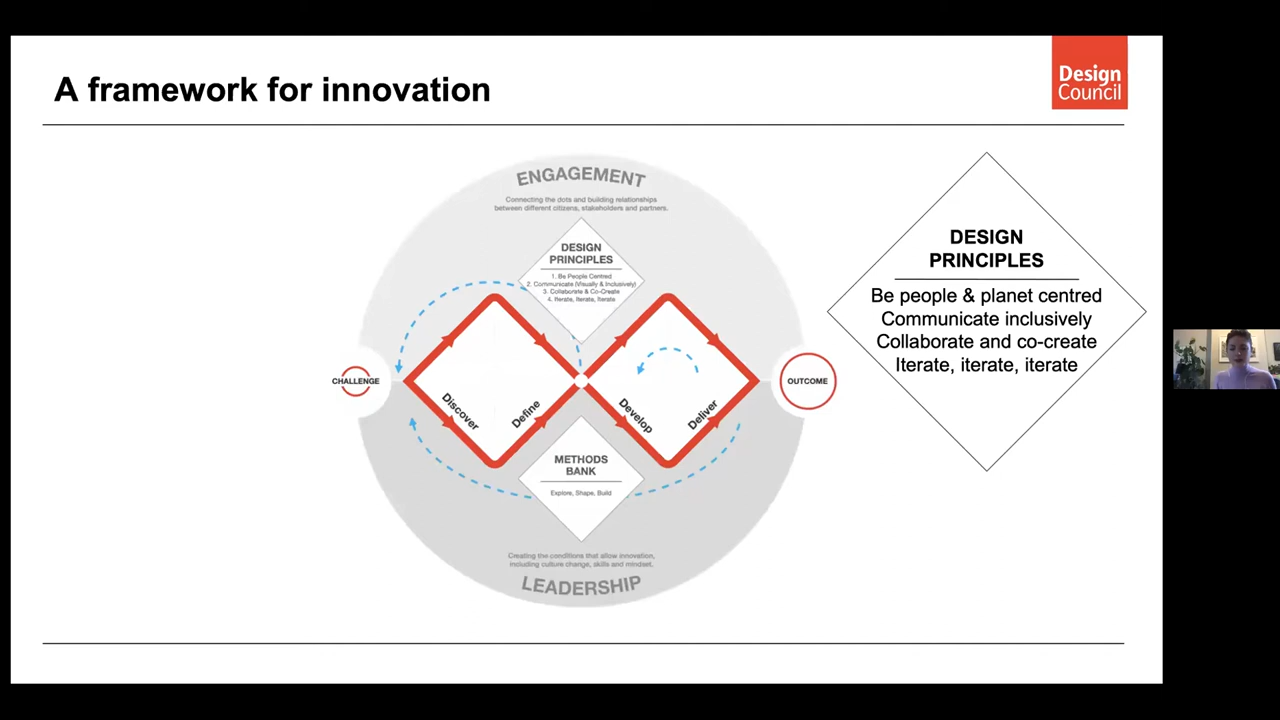 A framework for innovation
Design
Council
ENGAGEMENT
Connecting the dots and building relationships
between different citizens, stakeholders and partners.
DESIGN
PRINCIPLES
1. Be People Centred
2. Communicate (Visually & Inclusively)
3. Collaborate & Co-Create
4. Iterate, Iterate, Iterate
CHALLENGE
Discover
Define
Develop
Deliver
OUTCOME
METHODS
BANK
Explore, Shape, Build
Creating the conditions that allow innovation,
including culture change, skills and mindset.
LEADERSHIP
DESIGN
PRINCIPLES
Be people & planet centred
Communicate inclusively
Collaborate and co-create
Iterate, iterate, iterate